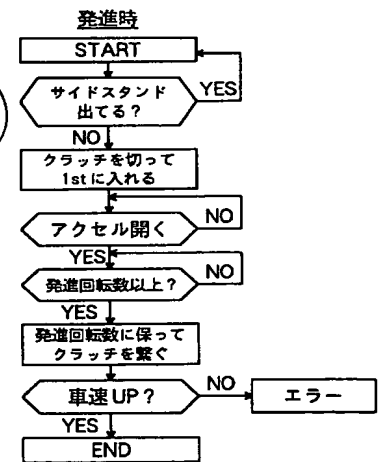 発進時
START
サイドスタンド
出てる？
YES
NO
クラッチを切って
1stに入れる
アクセル開く
NO
YES
発進回転数以上？
NO
YES
発進回転数に保って
クラッチを繋ぐ
車速UP？
NO
エラー
YES
END